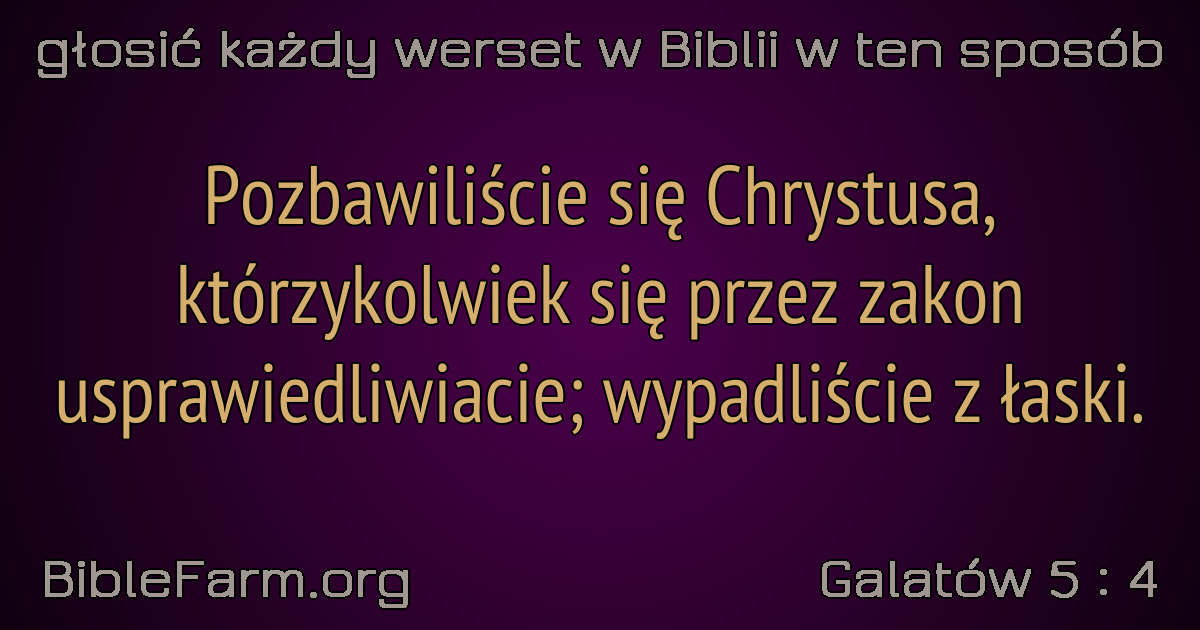 głosić każdy werset w Biblii w ten sposób
Pozbawiliście się Chrystusa,
którzykolwiek się przez zakon
usprawiedliwiacie; wypadliście z łaski.
BibleFarm.org
Galatów 5 : 4